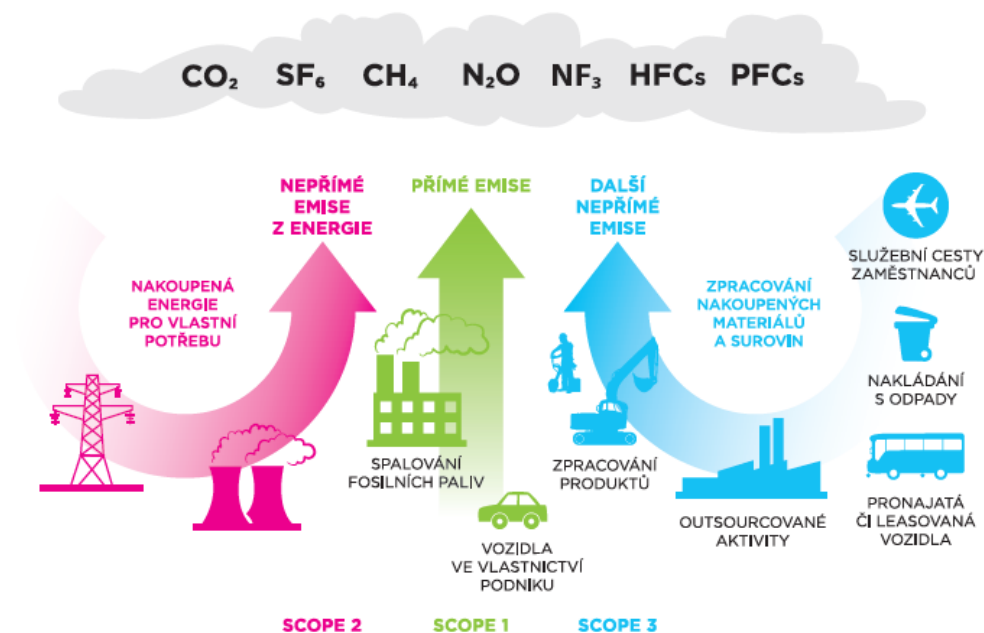 CO₂ SF₆ CH₄ N₂O NF₃ HFCs PFCs
NEPŘÍMÉ
EMISE
Z ENERGIE
PŘÍMÉ EMISE
DALŠÍ
NEPŘÍMÉ
EMISE
SLUŽEBNÍ CESTY
ZAMĚSTNANCŮ
NAKOUPENÁ
ENERGIE
PRO VLASTNÍ
POTŘEBU
ZPRACOVÁNÍ
NAKOUPENÝCH
MATERIÁLŮ
A SUROVIN
NAKLÁDÁNÍ
S ODPADY
SPALOVÁNÍ
FOSILNÍCH PALIV
ZPRACOVÁNÍ
PRODUKTŮ
OUTSOURCOVANÉ
AKTIVITY
PRONAJATÁ
ČI LEASOVANÁ
VOZIDLA
VOZIDLA
VE VLASTNICTVÍ
PODNIKU
SCOPE 2 SCOPE 1 SCOPE 3